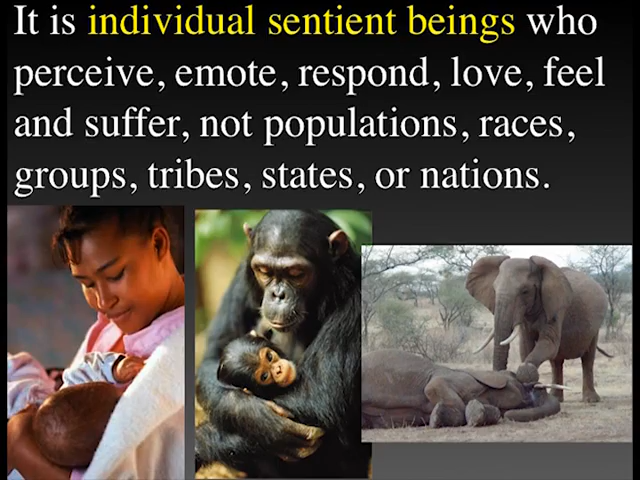 It is individual sentient beings who
perceive, emote, respond, love, feel
and suffer, not populations, races,
groups, tribes, states, or nations.